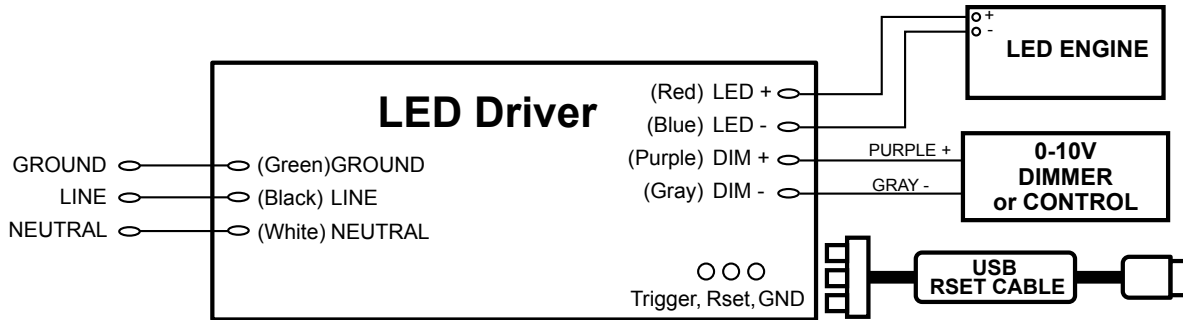 LED Driver
GROUND
LINE
NEUTRAL
(Green)GROUND
(Black) LINE
(White) NEUTRAL
(Red) LED +
(Blue) LED -
(Purple) DIM +
(Gray) DIM -
Trigger, Rset, GND
+
-
LED ENGINE
PURPLE +
GRAY -
0-10V
DIMMER
or CONTROL
USB
RSET CABLE